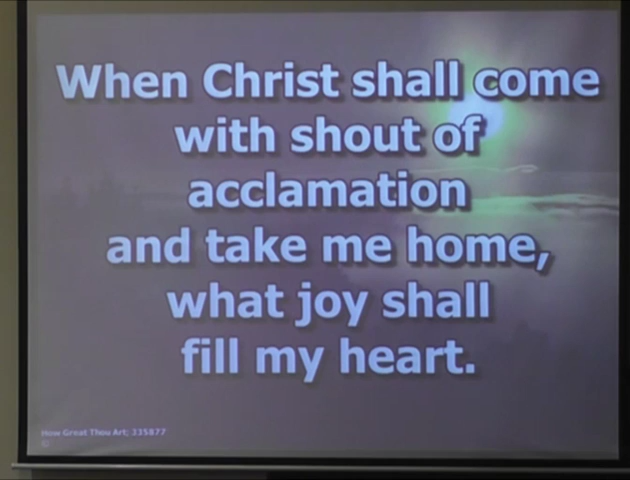 When Christ shall come
with shout of
acclamation
and take me home,
what joy shall
fill my heart.
How Great Thou Art; 335877
©